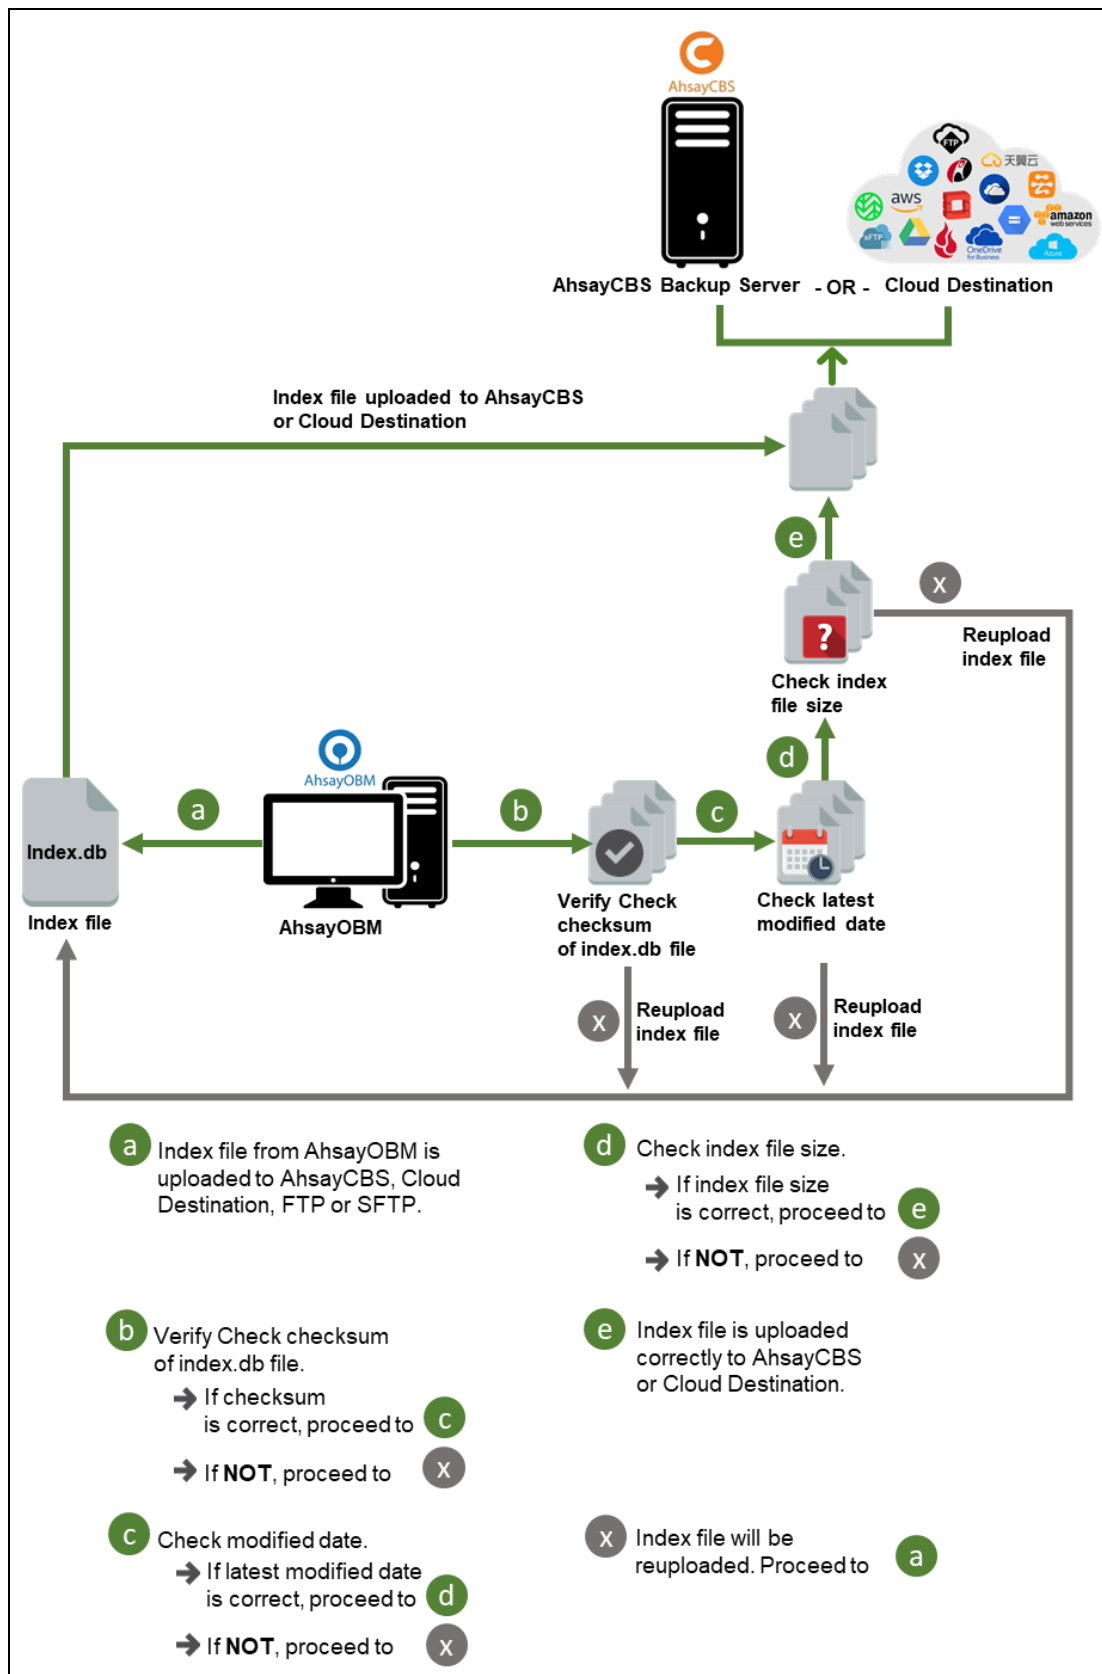 AhsayCBS
FTP
天翼云
aws
amazon
web services
sFTP
OneDrive
for Business
Azure
AhsayCBS Backup Server - OR - Cloud Destination
Index file uploaded to AhsayCBS
or Cloud Destination
e
x
Reupload
index file
?
Check index
file size
d
AhsayOBM
a
b
c
Index.db
Index file
AhsayOBM
Verify Check
checksum
of index.db file
Check latest
modified date
x
Reupload
index file
x
Reupload
index file
a
Index file from AhsayOBM is
uploaded to AhsayCBS, Cloud
Destination, FTP or SFTP.
b
Verify Check checksum
of index.db file.
If checksum
is correct, proceed to c
If NOT, proceed to x
c
Check modified date.
If latest modified date
is correct, proceed to d
If NOT, proceed to x
d
Check index file size.
If index file size
is correct, proceed to e
If NOT, proceed to x
e
Index file is uploaded
correctly to AhsayCBS
or Cloud Destination.
x
Index file will be
reuploaded. Proceed to a